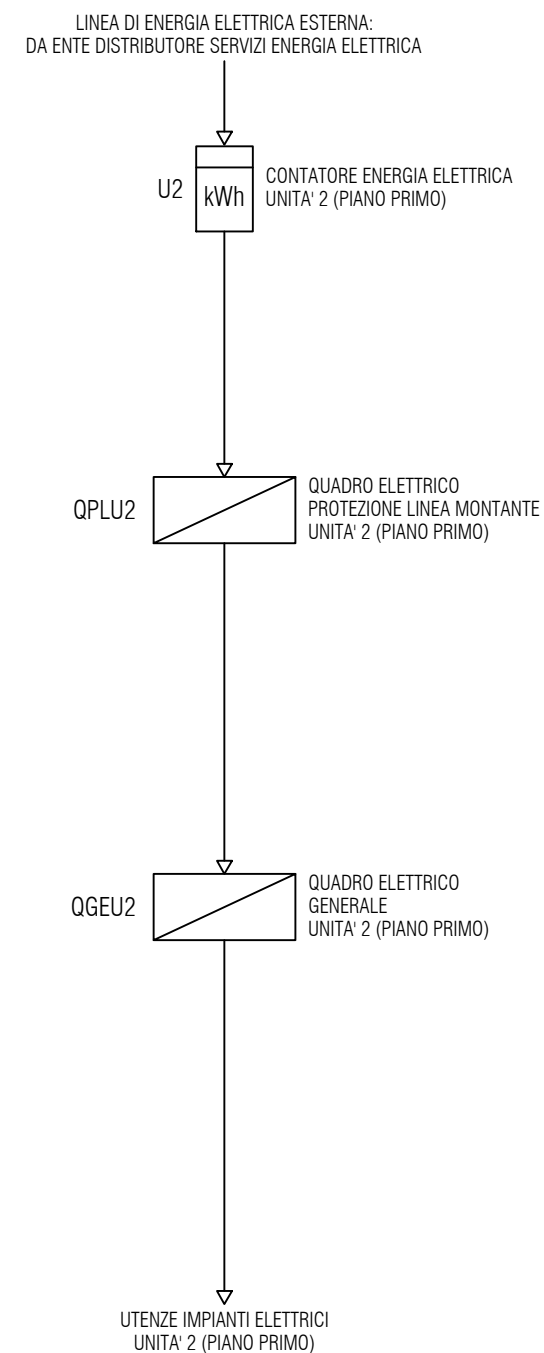 LINEA DI ENERGIA ELETTRICA ESTERNA:
DA ENTE DISTRIBUTORE SERVIZI ENERGIA ELETTRICA
U2
kWh
CONTATORE ENERGIA ELETTRICA
UNITA' 2 (PIANO PRIMO)
QPLU2
QUADRO ELETTRICO
PROTEZIONE LINEA MONTANTE
UNITA' 2 (PIANO PRIMO)
QGEU2
QUADRO ELETTRICO
GENERALE
UNITA' 2 (PIANO PRIMO)
UTENZE IMPIANTI ELETTRICI
UNITA' 2 (PIANO PRIMO)